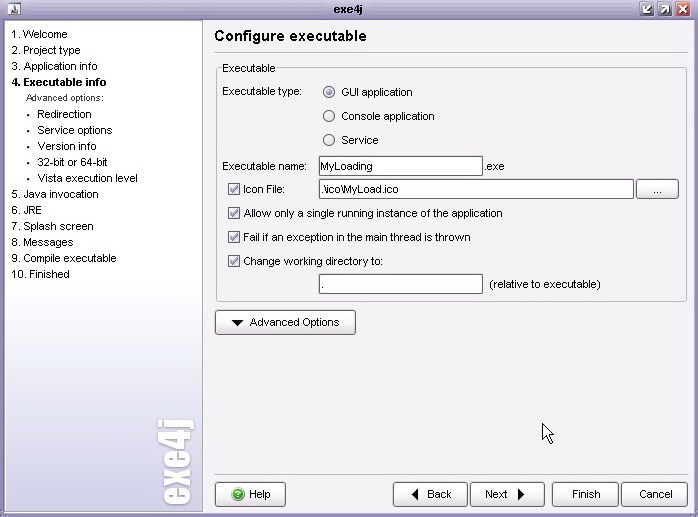 exe4j
1. Welcome
2. Project type
3. Application info
4. Executable info
Advanced options:
• Redirection
• Service options
• Version info
• 32-bit or 64-bit
• Vista execution level
5. Java invocation
6. JRE
7. Splash screen
8. Messages
9. Compile executable
10. Finished
exe4j
Configure executable
Executable
Executable type: GUI application
Console application
Service
Executable name: MyLoading .exe
Icon File: .\ico\MyLoad.ico ...
Allow only a single running instance of the application
Fail if an exception in the main thread is thrown
Change working directory to:
. (relative to executable)
Advanced Options
Help Back Next Finish Cancel